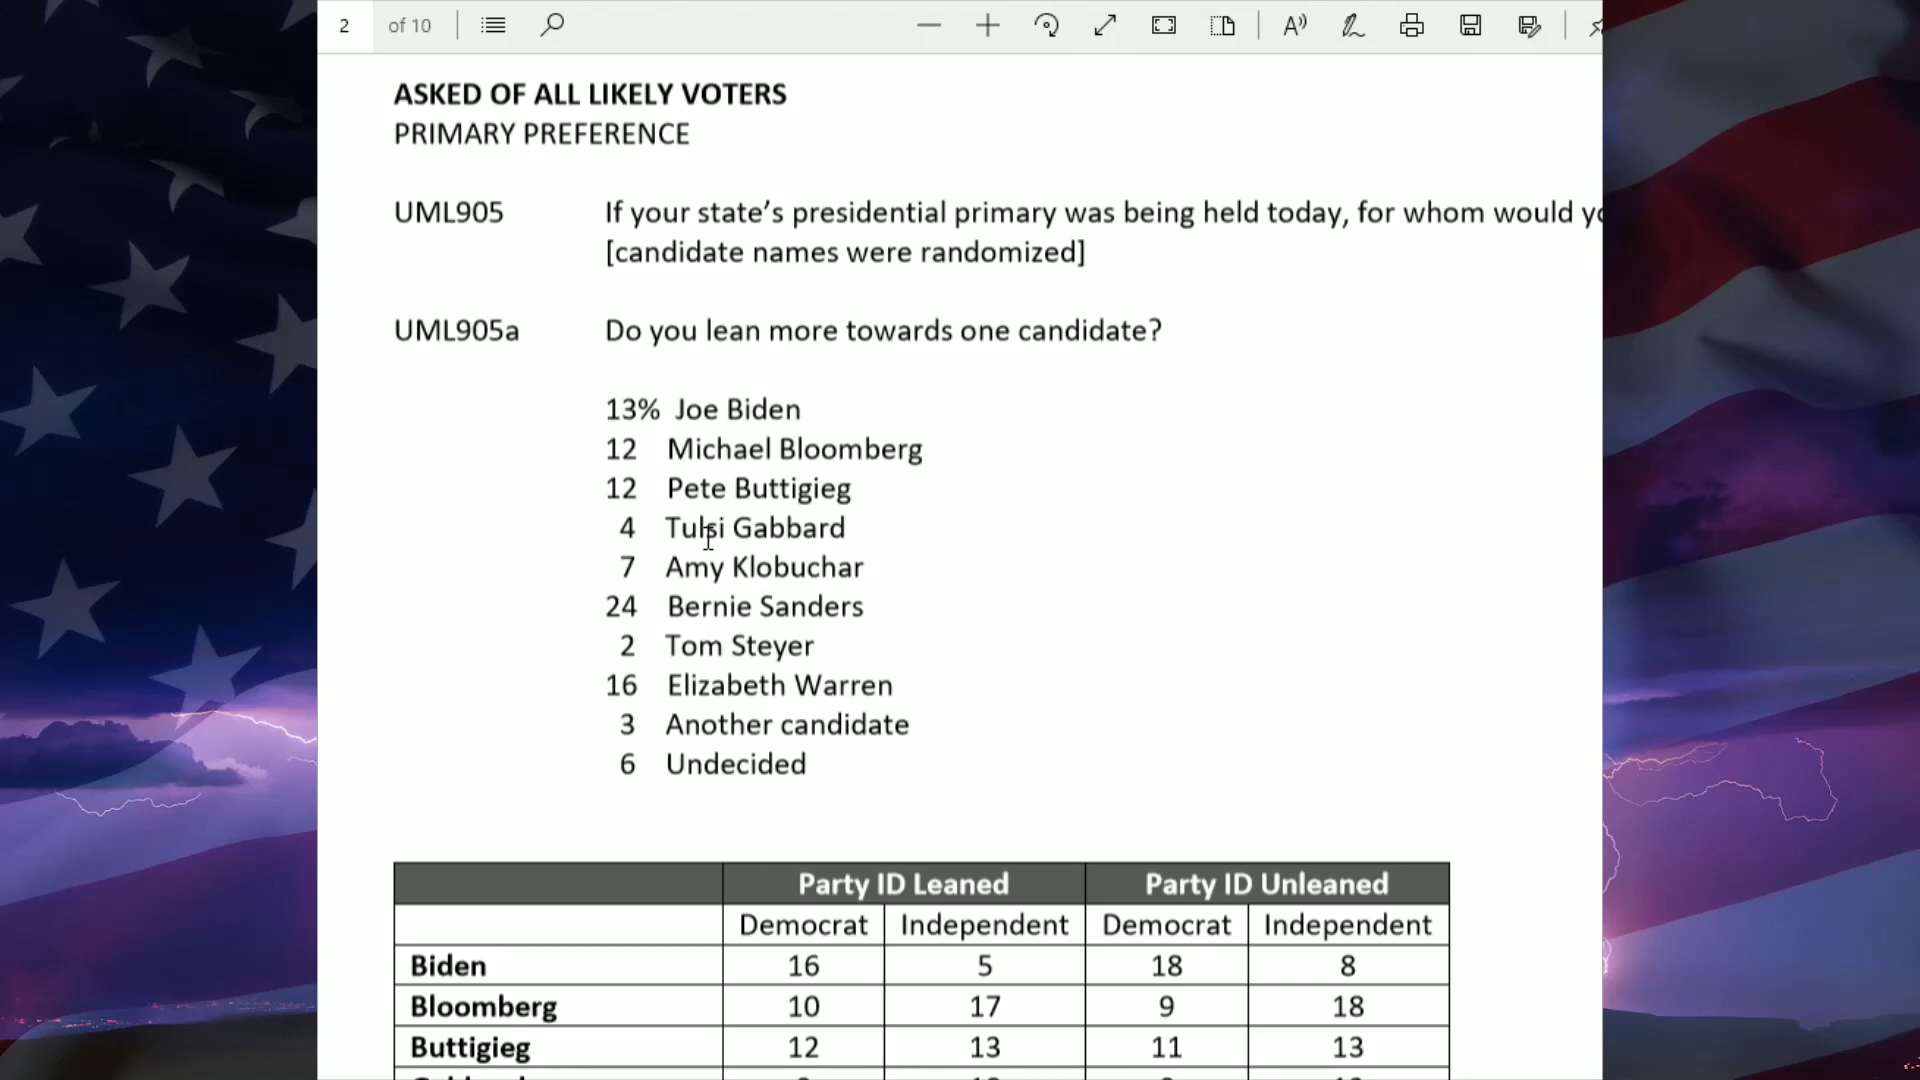 2 of 10
ASKED OF ALL LIKELY VOTERS
PRIMARY PREFERENCE
UML905 If your state's presidential primary was being held today, for whom would
[candidate names were randomized]
UML905a Do you lean more towards one candidate?
13% Joe Biden
12 Michael Bloomberg
12 Pete Buttigieg
4 Tulsi Gabbard
7 Amy Klobuchar
24 Bernie Sanders
2 Tom Steyer
16 Elizabeth Warren
3 Another candidate
6 Undecided
Party ID Leaned Party ID Unleaned
Democrat Independent Democrat Independent
Biden 16 5 18 8
Bloomberg 10 17 9 18
Buttigieg 12 13 11 13